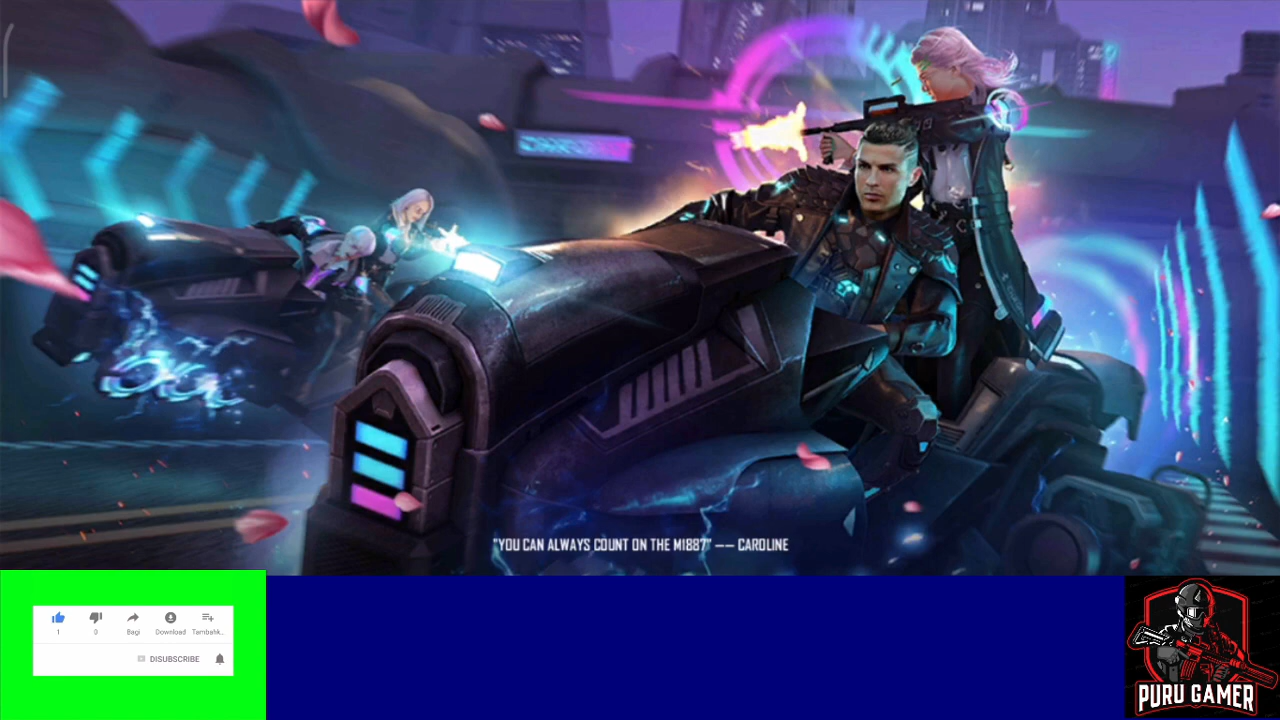 "YOU CAN ALWAYS COUNT ON THE M1887" —— CAROLINE
1 0 Bagi Download Tambahk..
DISUBSCRIBE
PURU GAMER